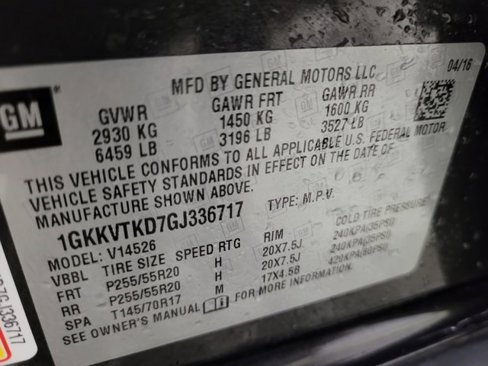 MFD BY GENERAL MOTORS LLC
04/16
GM
GVWR GAWR FRT GAWR RR
2930 KG 1450 KG 1600 KG
6459 LB 3196 LB 3527 LB
THIS VEHICLE CONFORMS TO ALL APPLICABLE U.S. FEDERAL MOTOR
VEHICLE SAFETY STANDARDS IN EFFECT ON THE DATE OF
MANUFACTURE SHOWN ABOVE.
1GKKVTKD7GJ336717 TYPE: M.P.V.
MODEL: V14526
VBBL TIRE SIZE SPEED RTG RIM COLD TIRE PRESSURE
FRT P255/55R20 H 20X7.5J 240KPA(35PSI)
RR P255/55R20 H 20X7.5J 240KPA(35PSI)
SPA T145/70R17 M 17X4.5B 420KPA(60PSI)
SEE OWNER'S MANUAL FOR MORE INFORMATION.
D7GJ336717